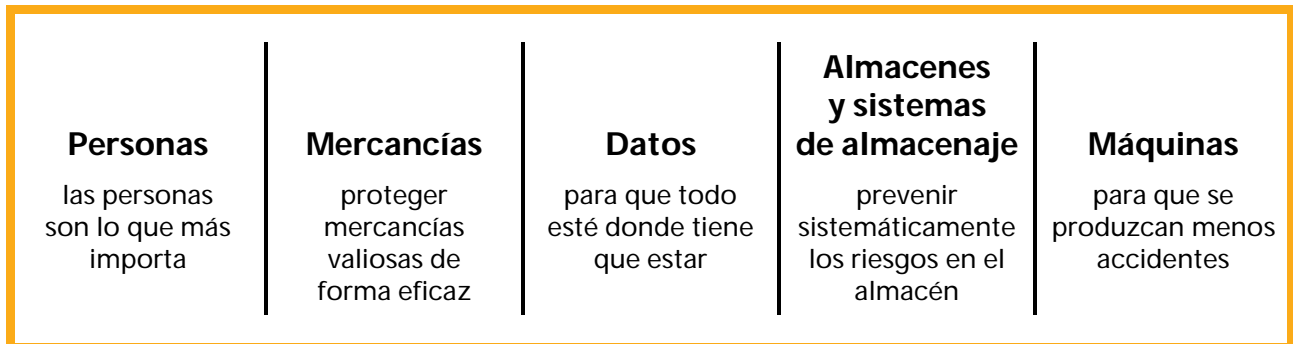 Personas
las personas
son lo que más
importa
Mercancías
proteger
mercancías
valiosas de
forma eficaz
Datos
para que todo
esté donde tiene
que estar
Almacenes
y sistemas
de almacenaje
prevenir
sistemáticamente
los riesgos en el
almacén
Máquinas
para que se
produzcan menos
accidentes